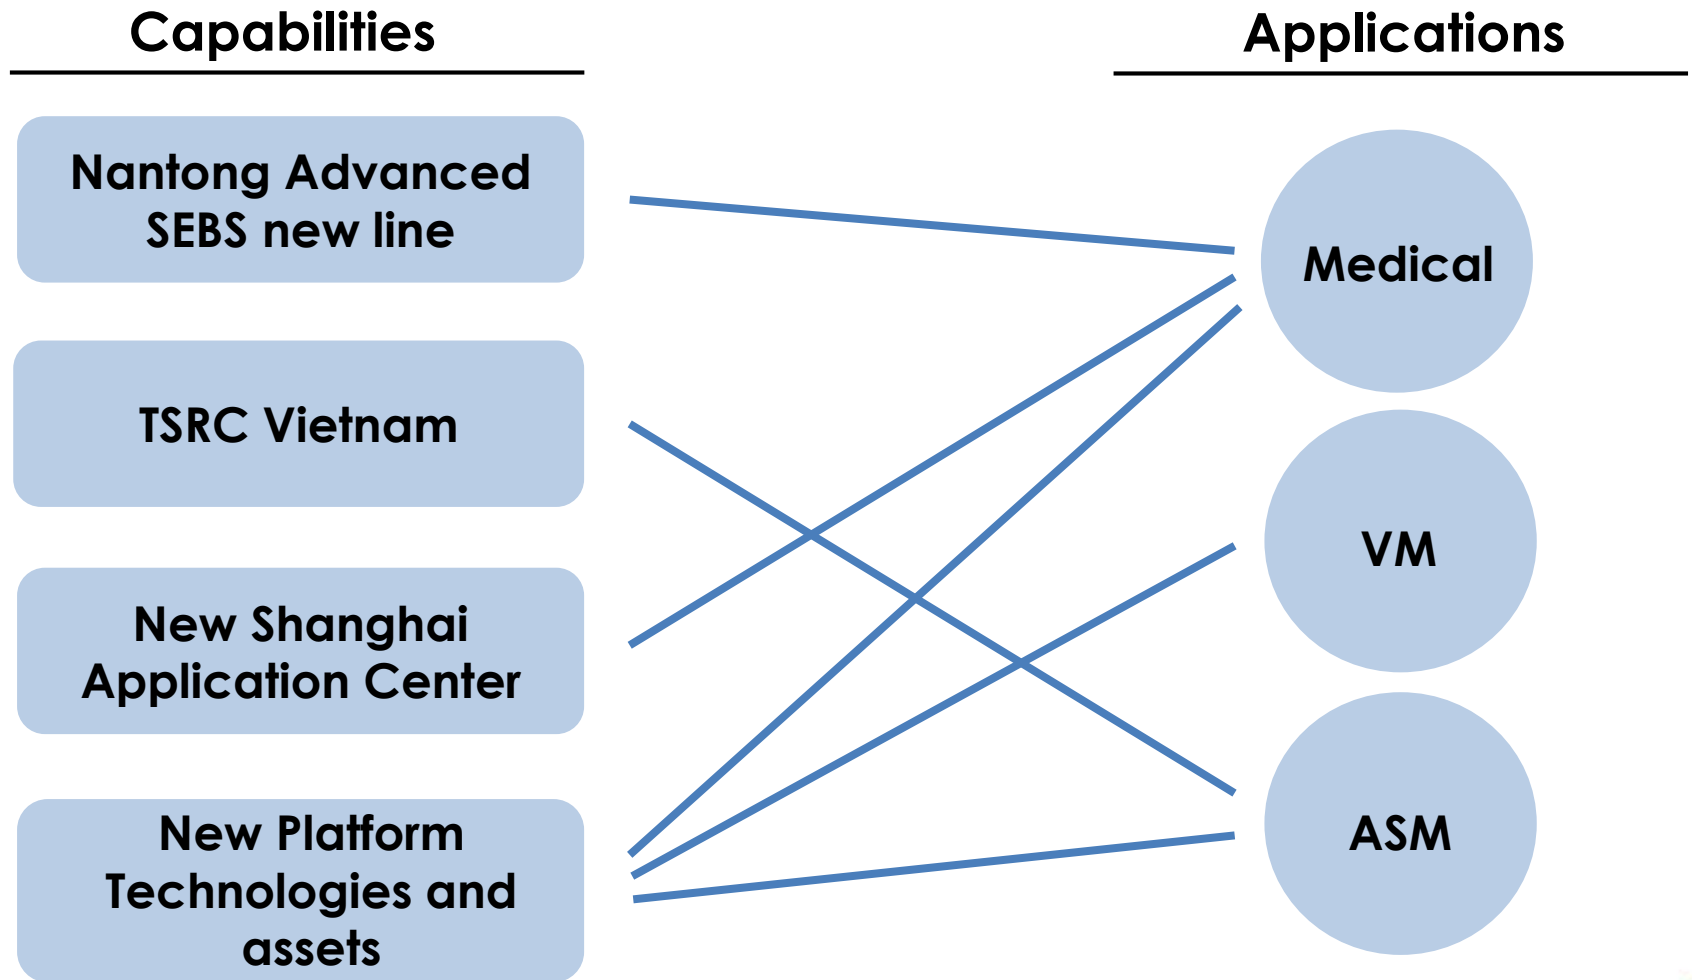 Capabilities
Applications
Nantong Advanced
SEBS new line
TSRC Vietnam
New Shanghai
Application Center
New Platform
Technologies and
assets
Medical
VM
ASM